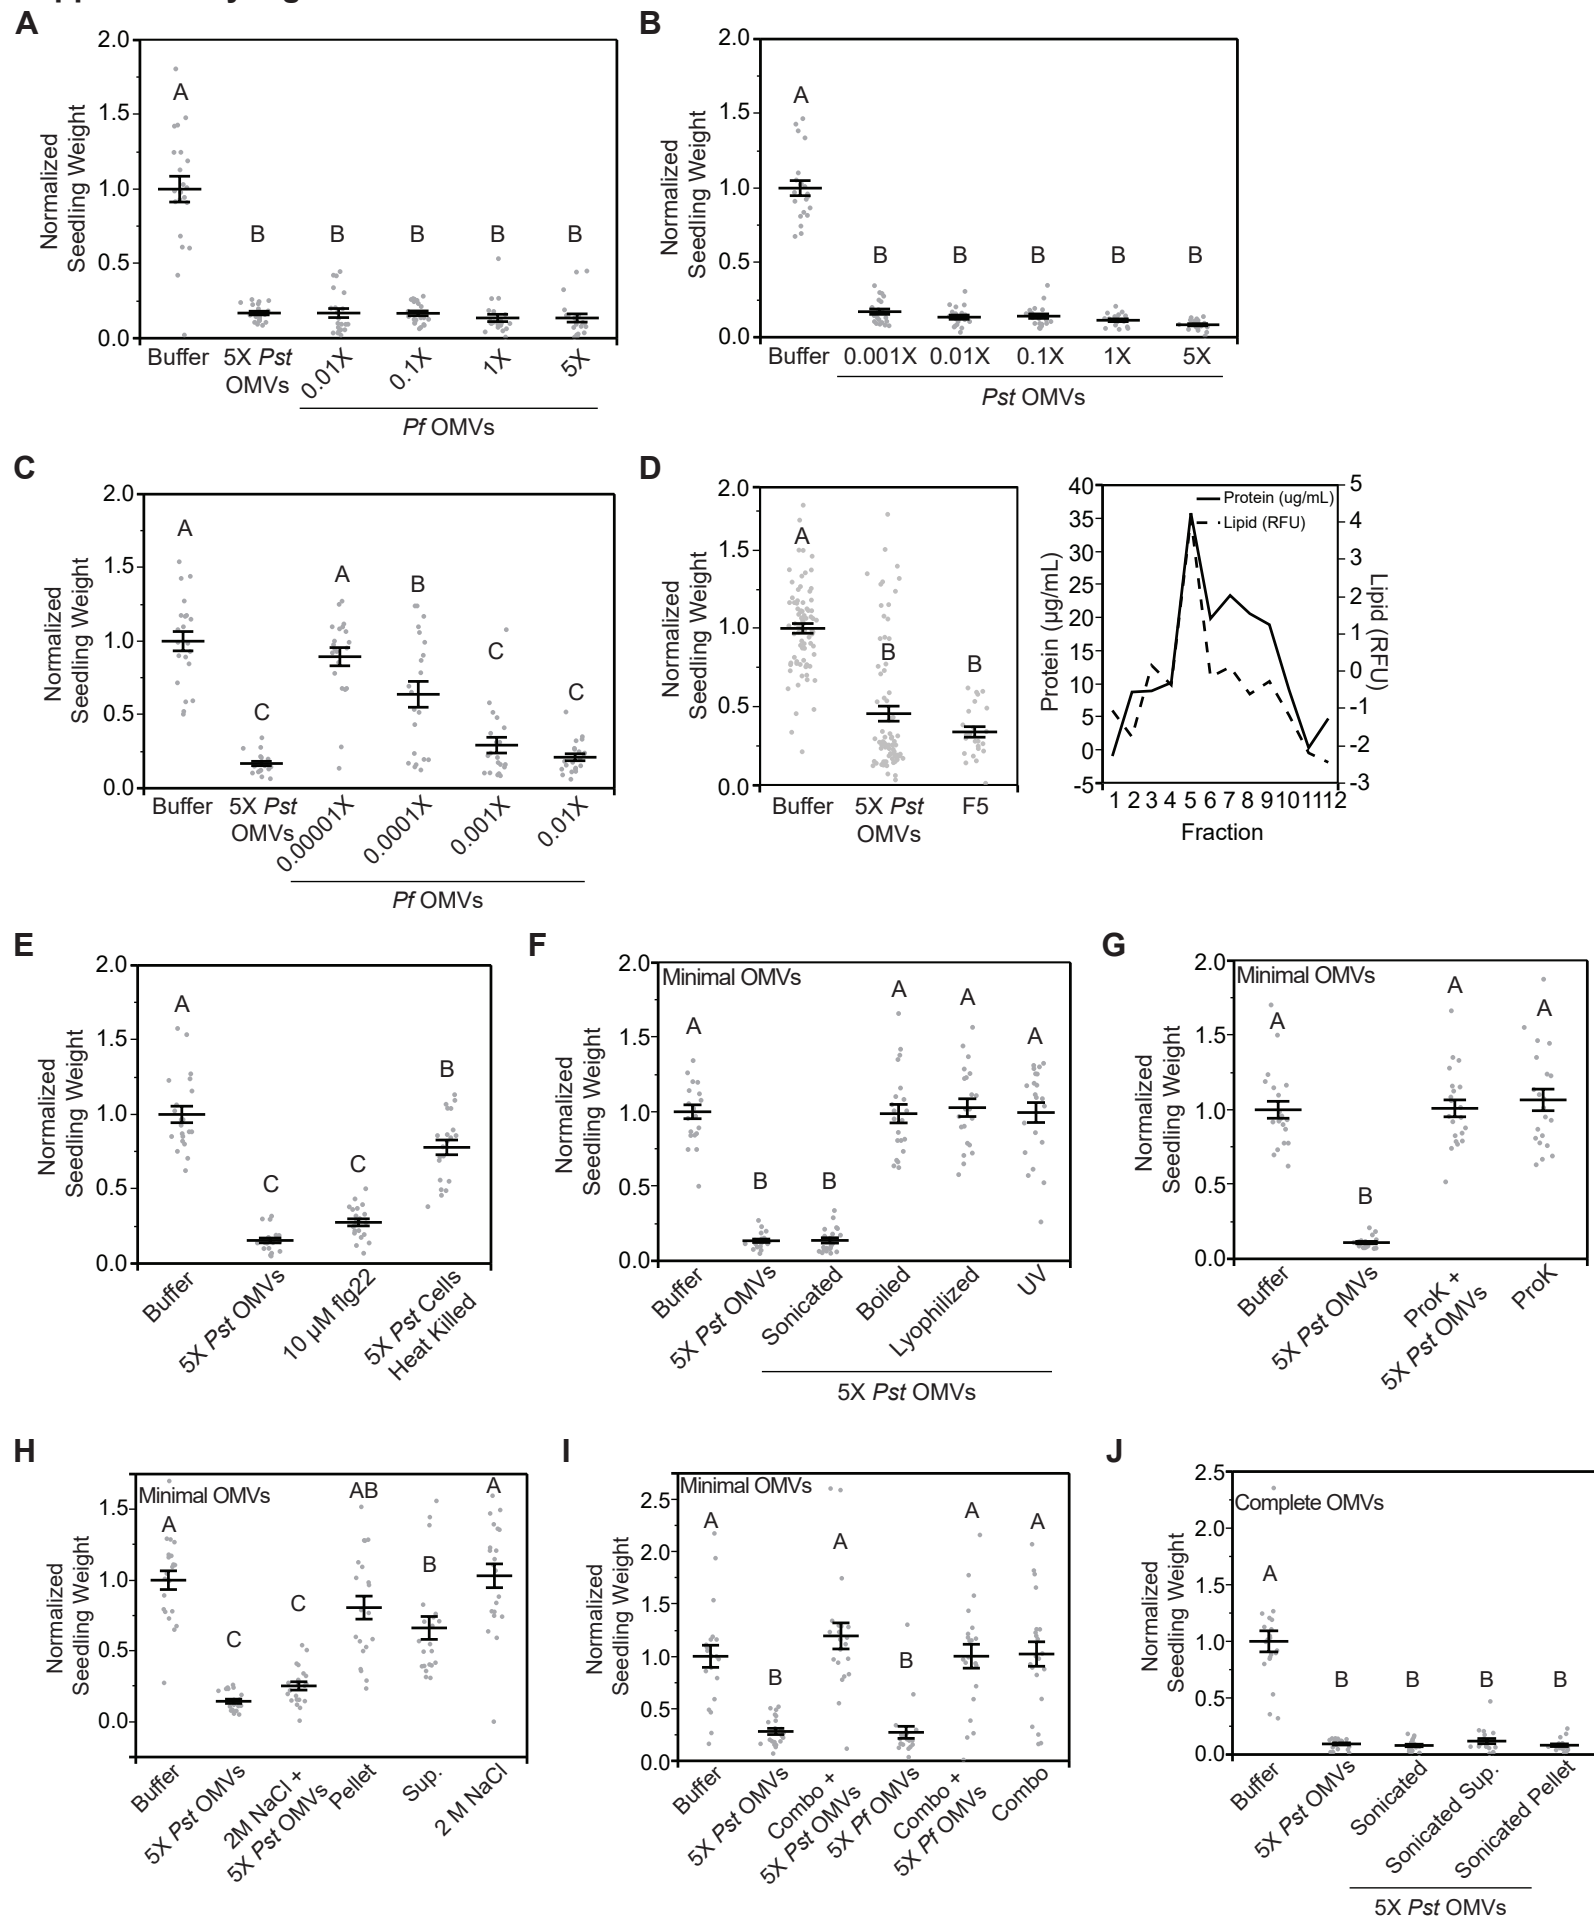 A
Normalized
Seedling Weight
2.0
1.5
1.0
0.5
0.0
A
B
B
B
B
B
Buffer
5X Pst
OMVs
0.01X
0.1X
1X
5X
Pf OMVs
B
Normalized
Seedling Weight
2.0
1.5
1.0
0.5
0.0
A
B
B
B
B
B
Buffer
0.001X
0.01X
0.1X
1X
5X
Pst OMVs
C
Normalized
Seedling Weight
2.0
1.5
1.0
0.5
0.0
A
C
A
B
C
C
Buffer
5X Pst
OMVs
0.00001X
0.0001X
0.001X
0.01X
Pf OMVs
D
Normalized
Seedling Weight
2.0
1.5
1.0
0.5
0.0
A
B
B
Buffer
5X Pst
OMVs
F5
Protein (µg/mL)
40
35
30
25
20
15
10
5
0
-5
Protein (ug/mL)
Lipid (RFU)
5
4
3
2
1
0
-1
-2
-3
Lipid (RFU)
1 2 3 4 5 6 7 8 9 10 11 12
Fraction
E
Normalized
Seedling Weight
2.0
1.5
1.0
0.5
0.0
A
C
C
B
Buffer
5X Pst OMVs
10 µM flg22
5X Pst Cells
Heat Killed
F
Normalized
Seedling Weight
2.0
1.5
1.0
0.5
0.0
Minimal OMVs
A
B
B
A
A
A
Buffer
5X Pst OMVs
Sonicated
Boiled
Lyophilized
UV
5X Pst OMVs
G
Normalized
Seedling Weight
2.0
1.5
1.0
0.5
0.0
Minimal OMVs
A
B
A
A
Buffer
5X Pst OMVs
ProK +
5X Pst OMVs
ProK
H
Normalized
Seedling Weight
1.5
1.0
0.5
0.0
Minimal OMVs
A
C
C
AB
B
A
Buffer
5X Pst OMVs
2M NaCl +
5X Pst OMVs
Pellet
Sup.
2 M NaCl
I
Normalized
Seedling Weight
2.5
2.0
1.5
1.0
0.5
0.0
Minimal OMVs
A
B
A
B
A
A
Buffer
5X Pst OMVs
Combo +
5X Pst OMVs
5X Pf OMVs
Combo +
5X Pf OMVs
Combo
J
Normalized
Seedling Weight
2.5
2.0
1.5
1.0
0.5
0.0
Complete OMVs
A
B
B
B
B
Buffer
5X Pst OMVs
Sonicated
Sonicated Sup.
Sonicated Pellet
5X Pst OMVs